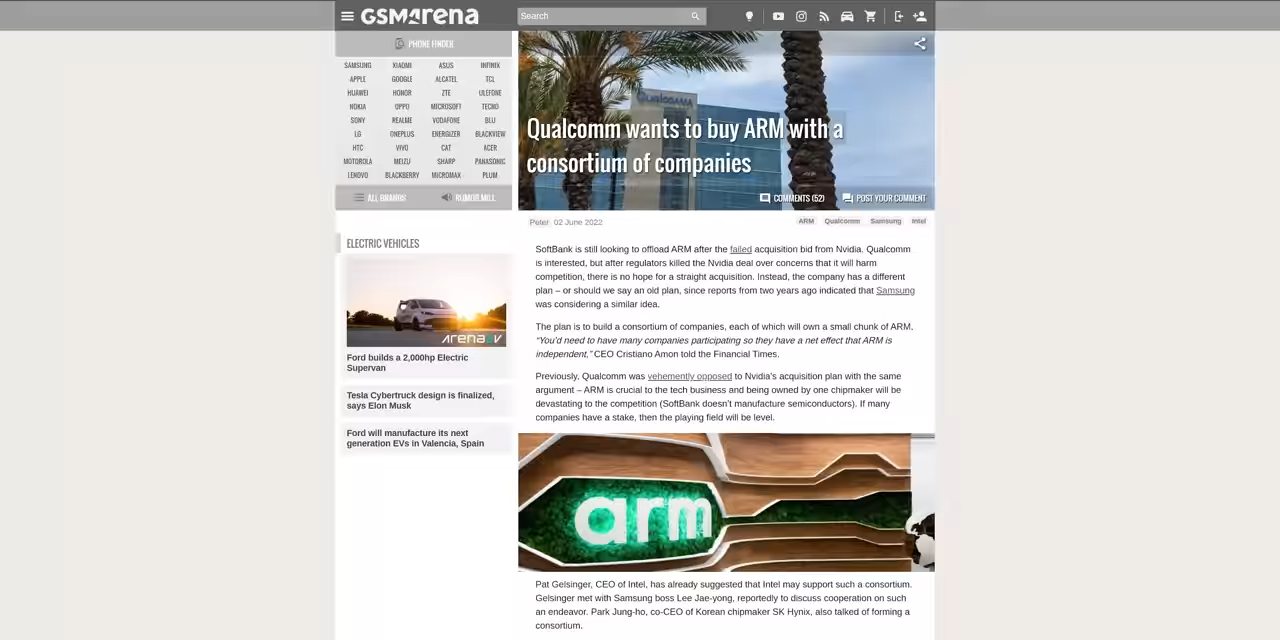 GSMArena
Search
PHONE FINDER
SAMSUNG XIAOMI ASUS INFINIX
APPLE GOOGLE ALCATEL TCL
HUAWEI HONOR ZTE ULEFONE
NOKIA OPPO MICROSOFT TECNO
SONY REALME VODAFONE BLU
LG ONEPLUS ENERGIZER BLACKVIEW
HTC VIVO CAT ACER
MOTOROLA MEIZU SHARP PANASONIC
LENOVO BLACKBERRY MICROMAX PLUM
ALL BRANDS RUMOR MILL
ELECTRIC VEHICLES
ArenaEV
Ford builds a 2,000hp Electric
Supervan
Tesla Cybertruck design is finalized,
says Elon Musk
Ford will manufacture its next
generation EVs in Valencia, Spain
QUALCOMM
Qualcomm wants to buy ARM with a
consortium of companies
COMMENTS (52) POST YOUR COMMENT
Peter 02 June 2022
ARM Qualcomm Samsung Intel
SoftBank is still looking to offload ARM after the failed acquisition bid from Nvidia. Qualcomm
is interested, but after regulators killed the Nvidia deal over concerns that it will harm
competition, there is no hope for a straight acquisition. Instead, the company has a different
plan – or should we say an old plan, since reports from two years ago indicated that Samsung
was considering a similar idea.
The plan is to build a consortium of companies, each of which will own a small chunk of ARM.
“You’d need to have many companies participating so they have a net effect that ARM is
independent,” CEO Cristiano Amon told the Financial Times.
Previously, Qualcomm was vehemently opposed to Nvidia’s acquisition plan with the same
argument – ARM is crucial to the tech business and being owned by one chipmaker will be
devastating to the competition (SoftBank doesn’t manufacture semiconductors). If many
companies have a stake, then the playing field will be level.
arm
Pat Gelsinger, CEO of Intel, has already suggested that Intel may support such a consortium.
Gelsinger met with Samsung boss Lee Jae-yong, reportedly to discuss cooperation on such
an endeavor. Park Jung-ho, co-CEO of Korean chipmaker SK Hynix, also talked of forming a
consortium.